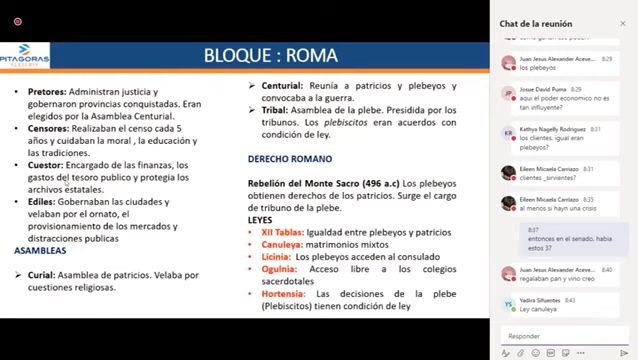 BLOQUE : ROMA
PITAGORAS
ACADEMIA
• Pretores: Administran justicia y
gobernaron provincias conquistadas. Eran
elegidos por la Asamblea Centurial.
• Censores: Realizaban el censo cada 5
años y cuidaban la moral , la educación y
las tradiciones.
• Cuestor: Encargado de las finanzas, los
gastos del tesoro publico y protegía los
archivos estatales.
• Ediles: Gobernaban las ciudades y
velaban por el ornato, el
provisionamiento de los mercados y
distracciones publicas
ASAMBLEAS
➢ Curial: Asamblea de patricios. Velaba por
cuestiones religiosas.
➢ Centurial: Reunía a patricios y plebeyos y
convocaba a la guerra.
➢ Tribal: Asamblea de la plebe. Presidida por los
tribunos. Los plebiscitos eran acuerdos con
condición de ley.
DERECHO ROMANO
Rebelión del Monte Sacro (496 a.c) Los plebeyos
obtienen derechos de los patricios. Surge el cargo
de tribuno de la plebe.
LEYES
• XII Tablas: Igualdad entre plebeyos y patricios
• Canuleya: matrimonios mixtos
• Licinia: Los plebeyos acceden al consulado
• Ogulnia: Acceso libre a los colegios
sacerdotales
• Hortensia: Las decisiones de la plebe
(Plebiscitos) tienen condición de ley
Chat de la reunión
Juan Jesus Alexander Aceve... 8:29
los plebeyos
JP
Josue David Puma 8:29
aqui el poder economico no es
tan influyente?
KR
Kathya Nagelly Rodriguez 8:31
los clientes, igual eran
plebeyos?
Eileen Micaela Carriazo 8:31
clientes _sirvientes?
Eileen Micaela Carriazo 8:35
al menos si hayn una crisis
8:37
entonces en el senado, había
estos 3?
Juan Jesus Alexander Aceve... 8:40
regalaban pan y vino creo
YS
Yadira Sifuentes 8:43
Ley canuleya
Responder